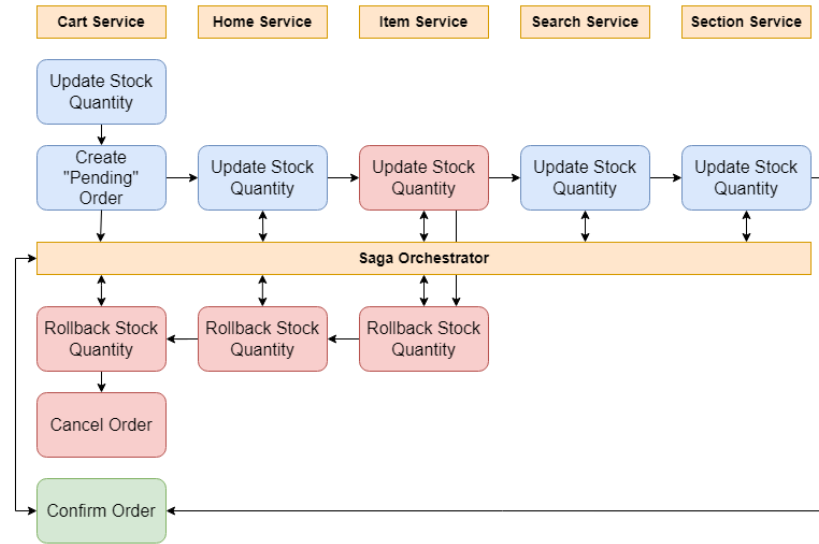 Cart Service
Home Service
Item Service
Search Service
Section Service
Update Stock
Quantity
Create
"Pending"
Order
Update Stock
Quantity
Update Stock
Quantity
Update Stock
Quantity
Update Stock
Quantity
Saga Orchestrator
Rollback Stock
Quantity
Rollback Stock
Quantity
Rollback Stock
Quantity
Cancel Order
Confirm Order